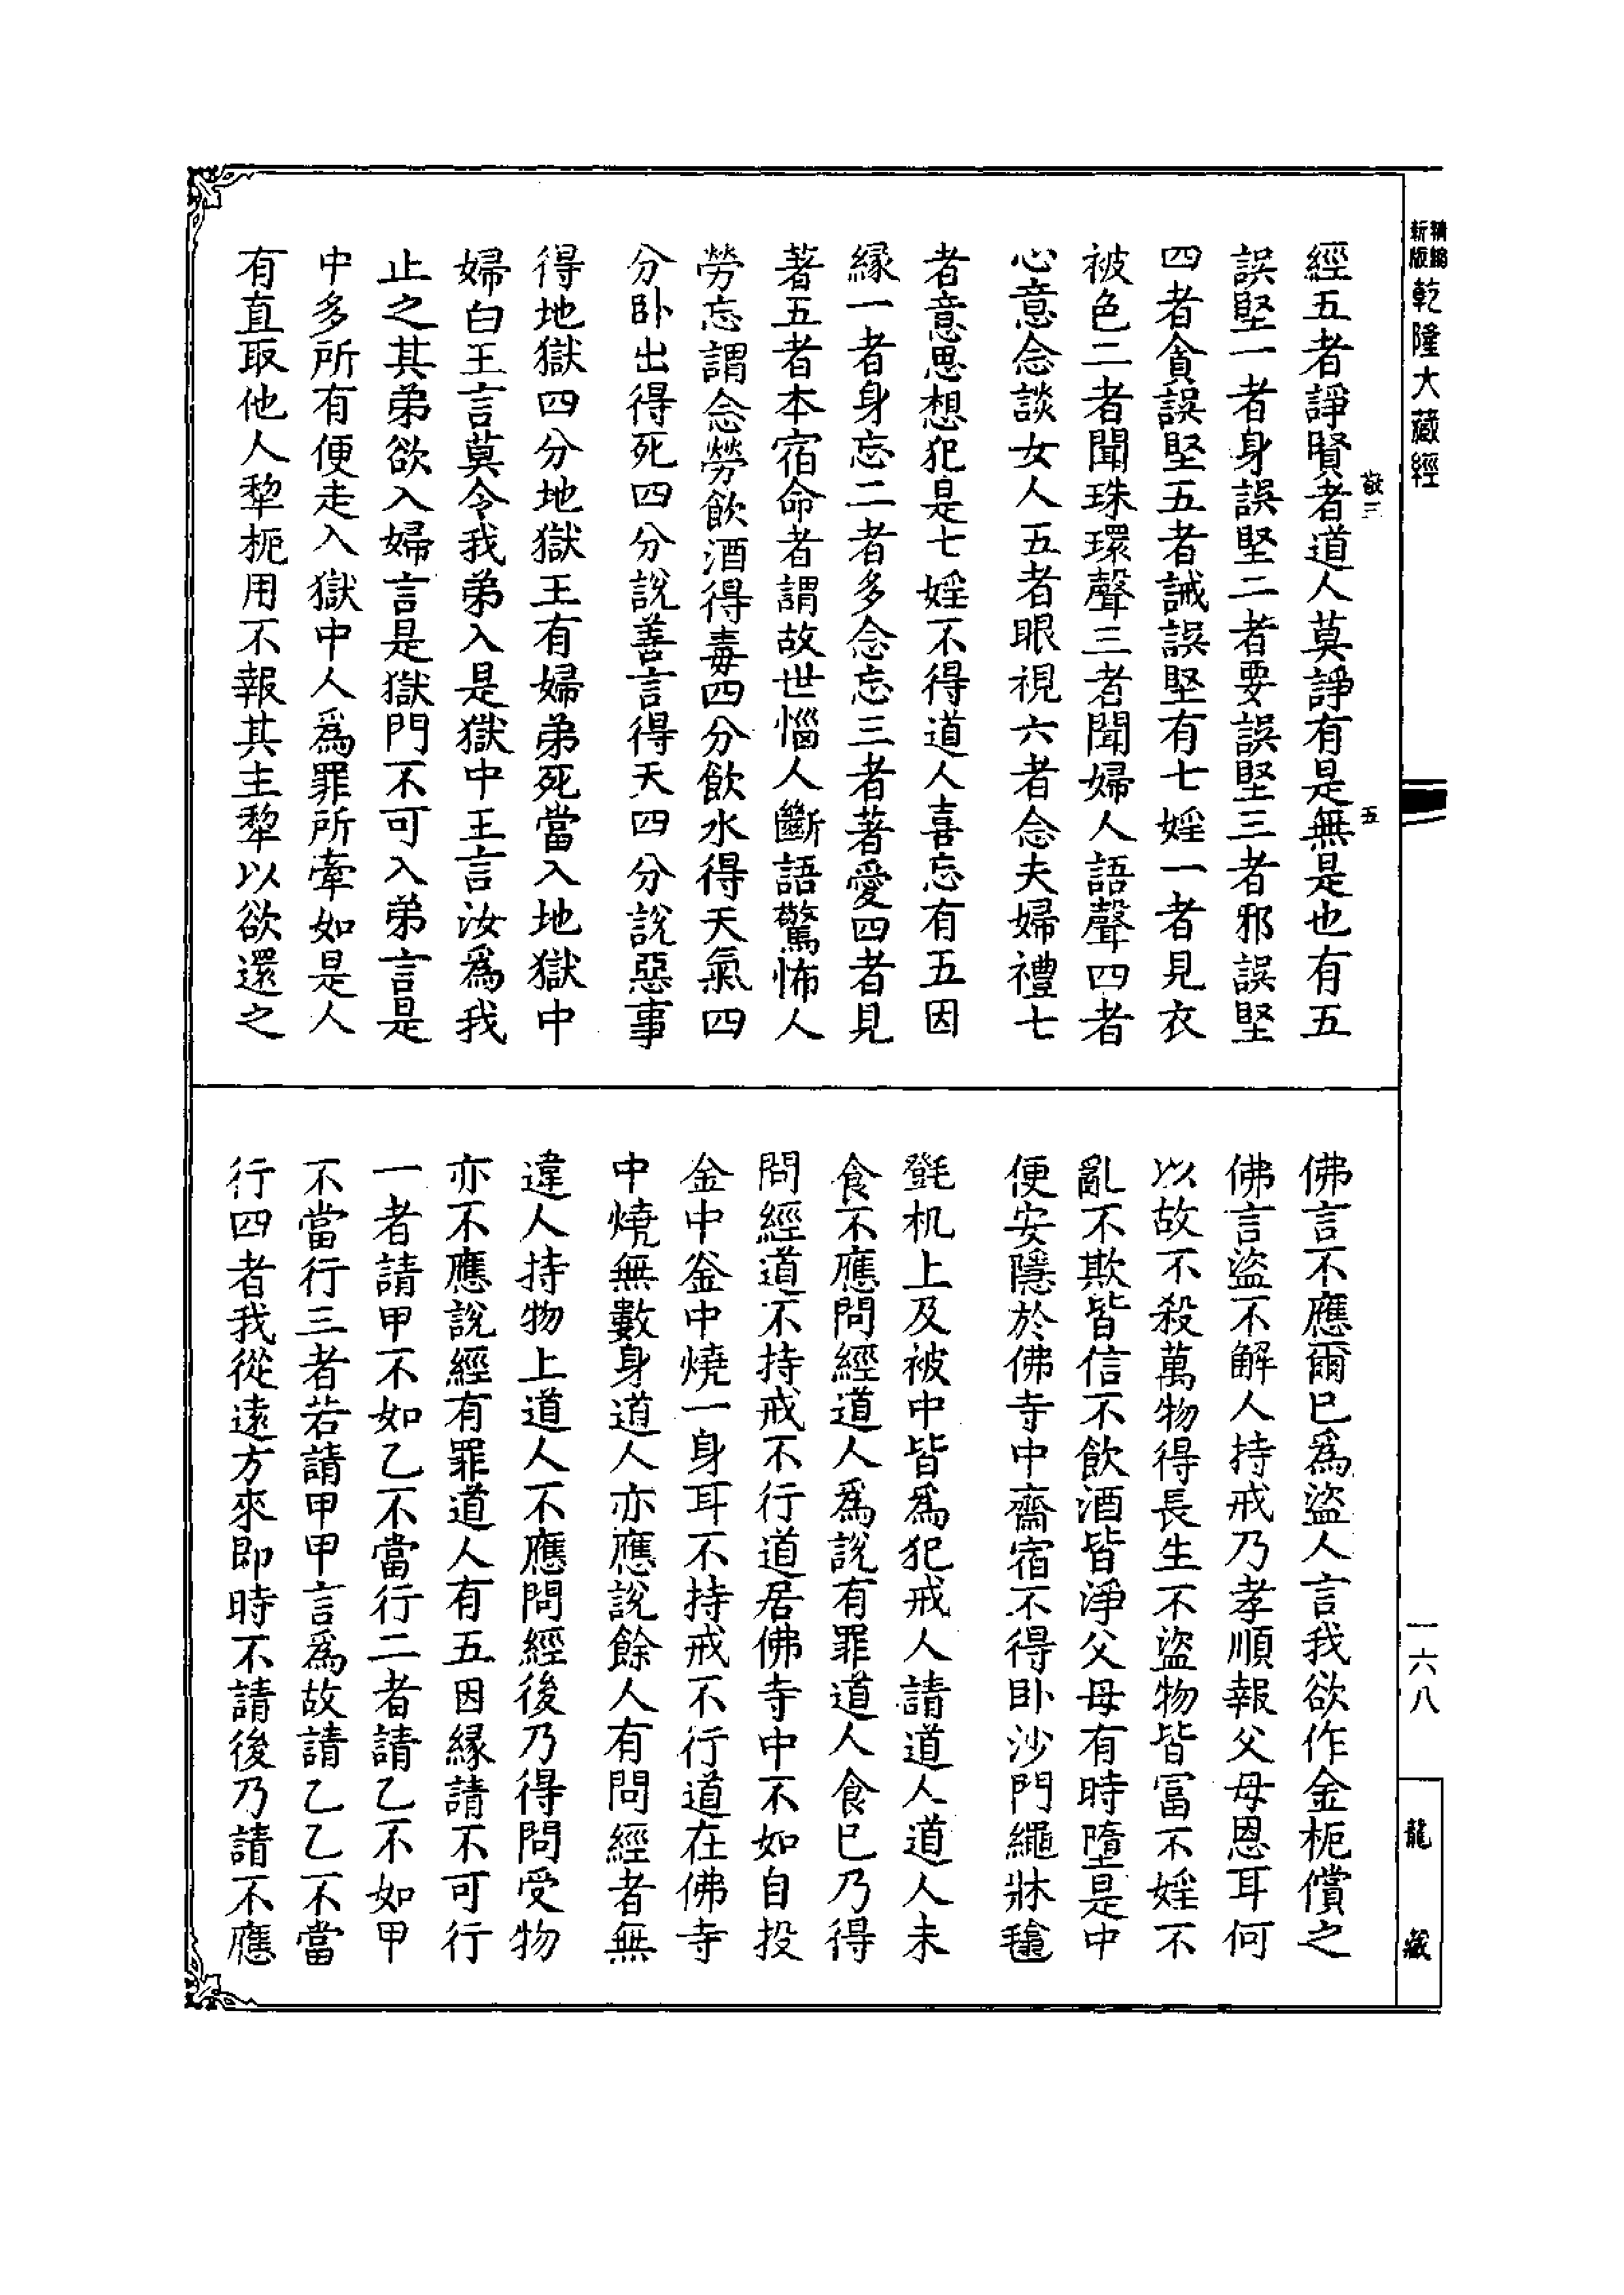 新版精編乾隆大藏經
敬三
五
經五者諍賢者道人莫諍有是無是也有五
誤堅一者身誤堅二者要誤堅三者邪誤堅
四者貪誤堅五者誡誤堅有七婬一者見衣
被色二者聞珠環聲三者聞婦人語聲四者
心意念談女人五者眼視六者念夫婦禮七
者意思想犯是七婬不得道人喜忘有五因
緣一者身忘二者多念忘三者著愛四者見
著五者本宿命者謂故世惱人斷語驚怖人
勞忘謂念勞飲酒得毒四分飲水得天氣四
分卧出得死四分說善言得天四分說惡事
得地獄四分地獄王有婦弟死當入地獄中
婦白王言莫令我弟入是獄中王言汝爲我
止之其弟欲入婦言是獄門不可入弟言是
中多所有便走入獄中人爲罪所牽如是人
有直取他人犂枙用不報其主犂以欲還之
佛言不應爾巳爲盜人言我欲作金枙償之
佛言盜不解人持戒乃孝順報父母恩耳何
以故不殺萬物得長生不盜物皆富不婬不
亂不欺皆信不飲酒皆淨父母有時墮是中
便安隱於佛寺中齋宿不得卧沙門繩牀𣯾
㲪机上及被中皆爲犯戒人請道人道人未
食不應問經道人爲說有罪道人食巳乃得
問經道不持戒不行道居佛寺中不如自投
金中釜中燒一身耳不持戒不行道在佛寺
中燒無數身道人亦應說餘人有問經者無
違人持物上道人不應問經後乃得問受物
亦不應說經有罪道人有五因緣請不可行
一者請甲不如乙不當行二者請乙不如甲
不當行三者若請甲甲言爲故請乙乙不當
行四者我從遠方來即時不請後乃請不應
一六八
龍藏